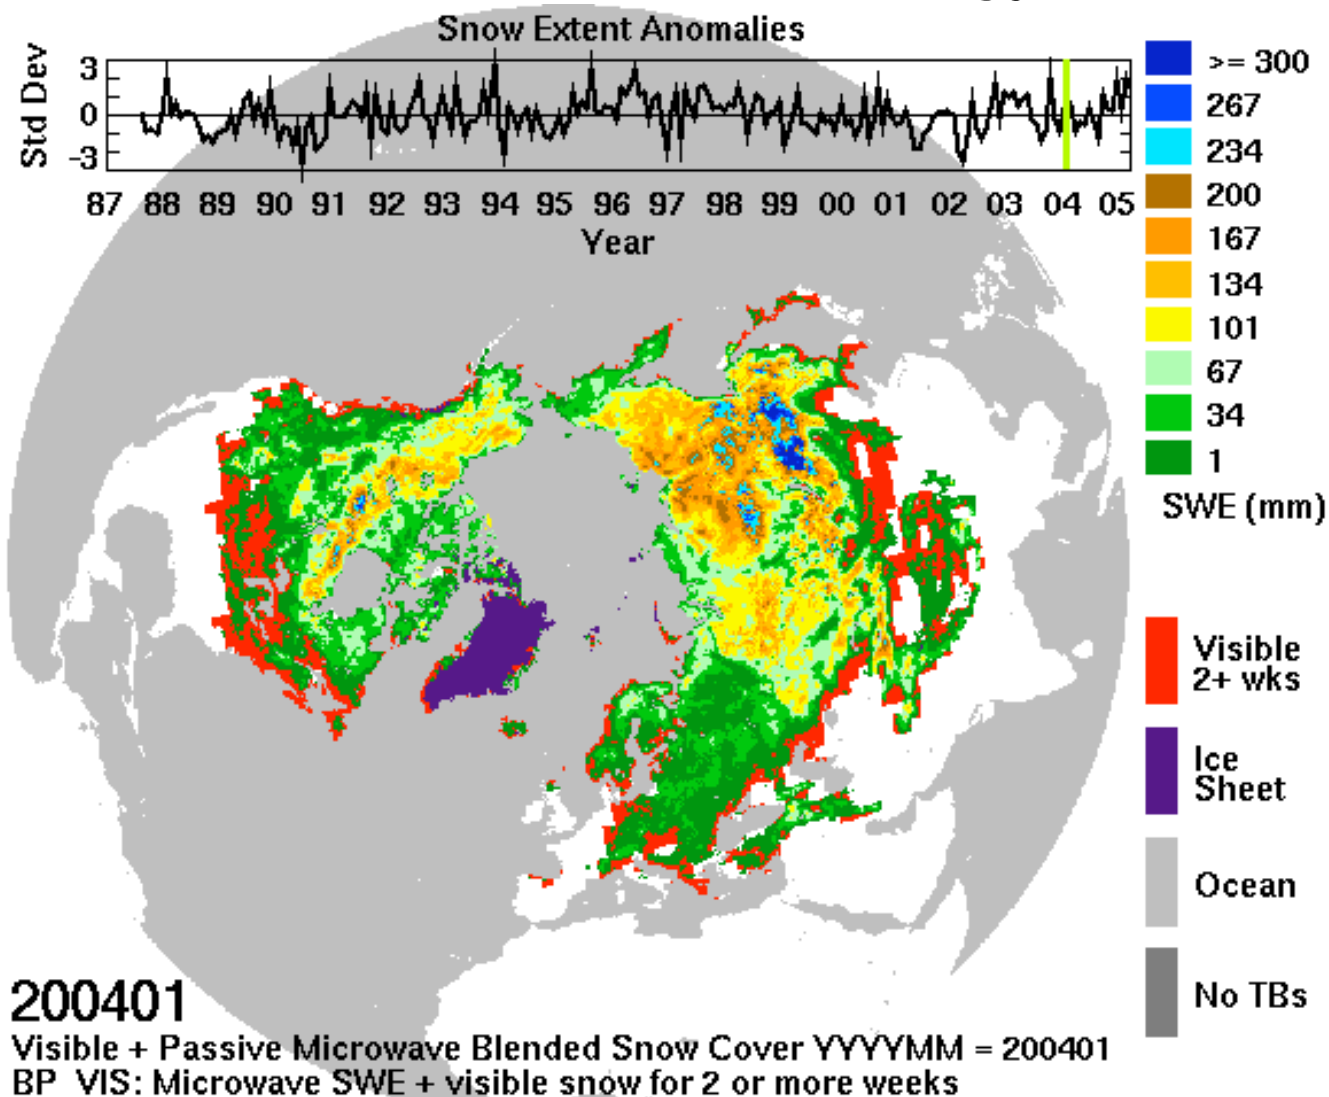 Snow Extent Anomalies
Std Dev
3
0
-3
87 88 89 90 91 92 93 94 95 96 97 98 99 00 01 02 03 04 05
Year
>= 300
267
234
200
167
134
101
67
34
1
SWE (mm)
Visible
2+ wks
Ice
Sheet
Ocean
No TBs
200401
Visible + Passive Microwave Blended Snow Cover YYYYMM = 200401
BP VIS: Microwave SWE + visible snow for 2 or more weeks